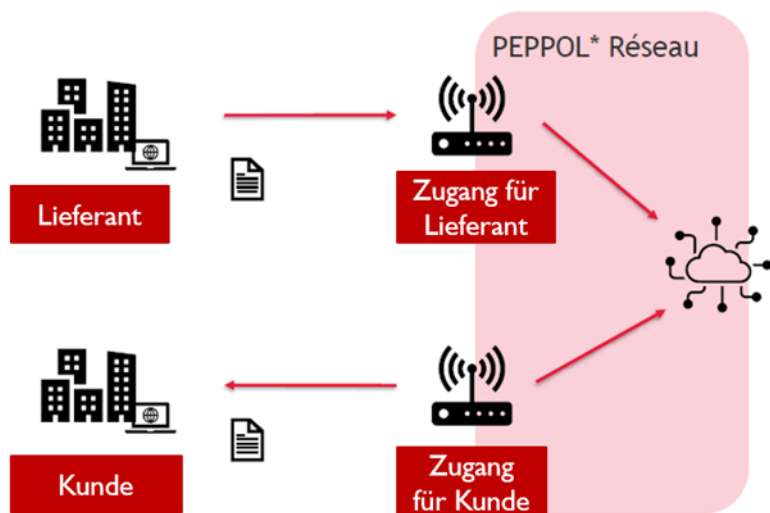 PEPPOL* Réseau
Lieferant
Zugang für
Lieferant
Kunde
Zugang
für Kunde